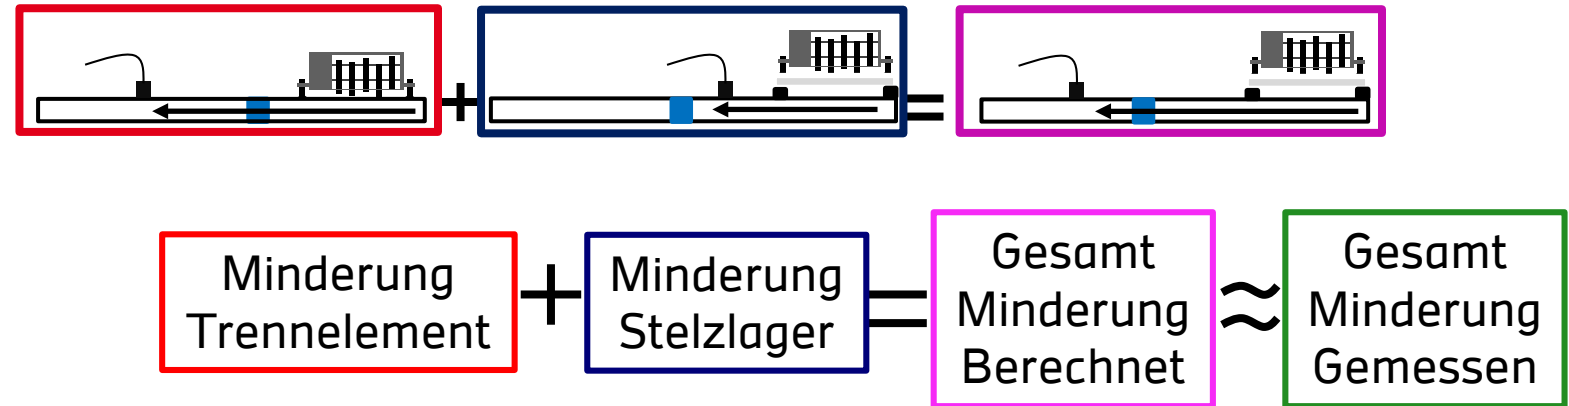 Minderung
Trennelement
Minderung
Stelzlager
Gesamt
Minderung
Berechnet
Gesamt
Minderung
Gemessen